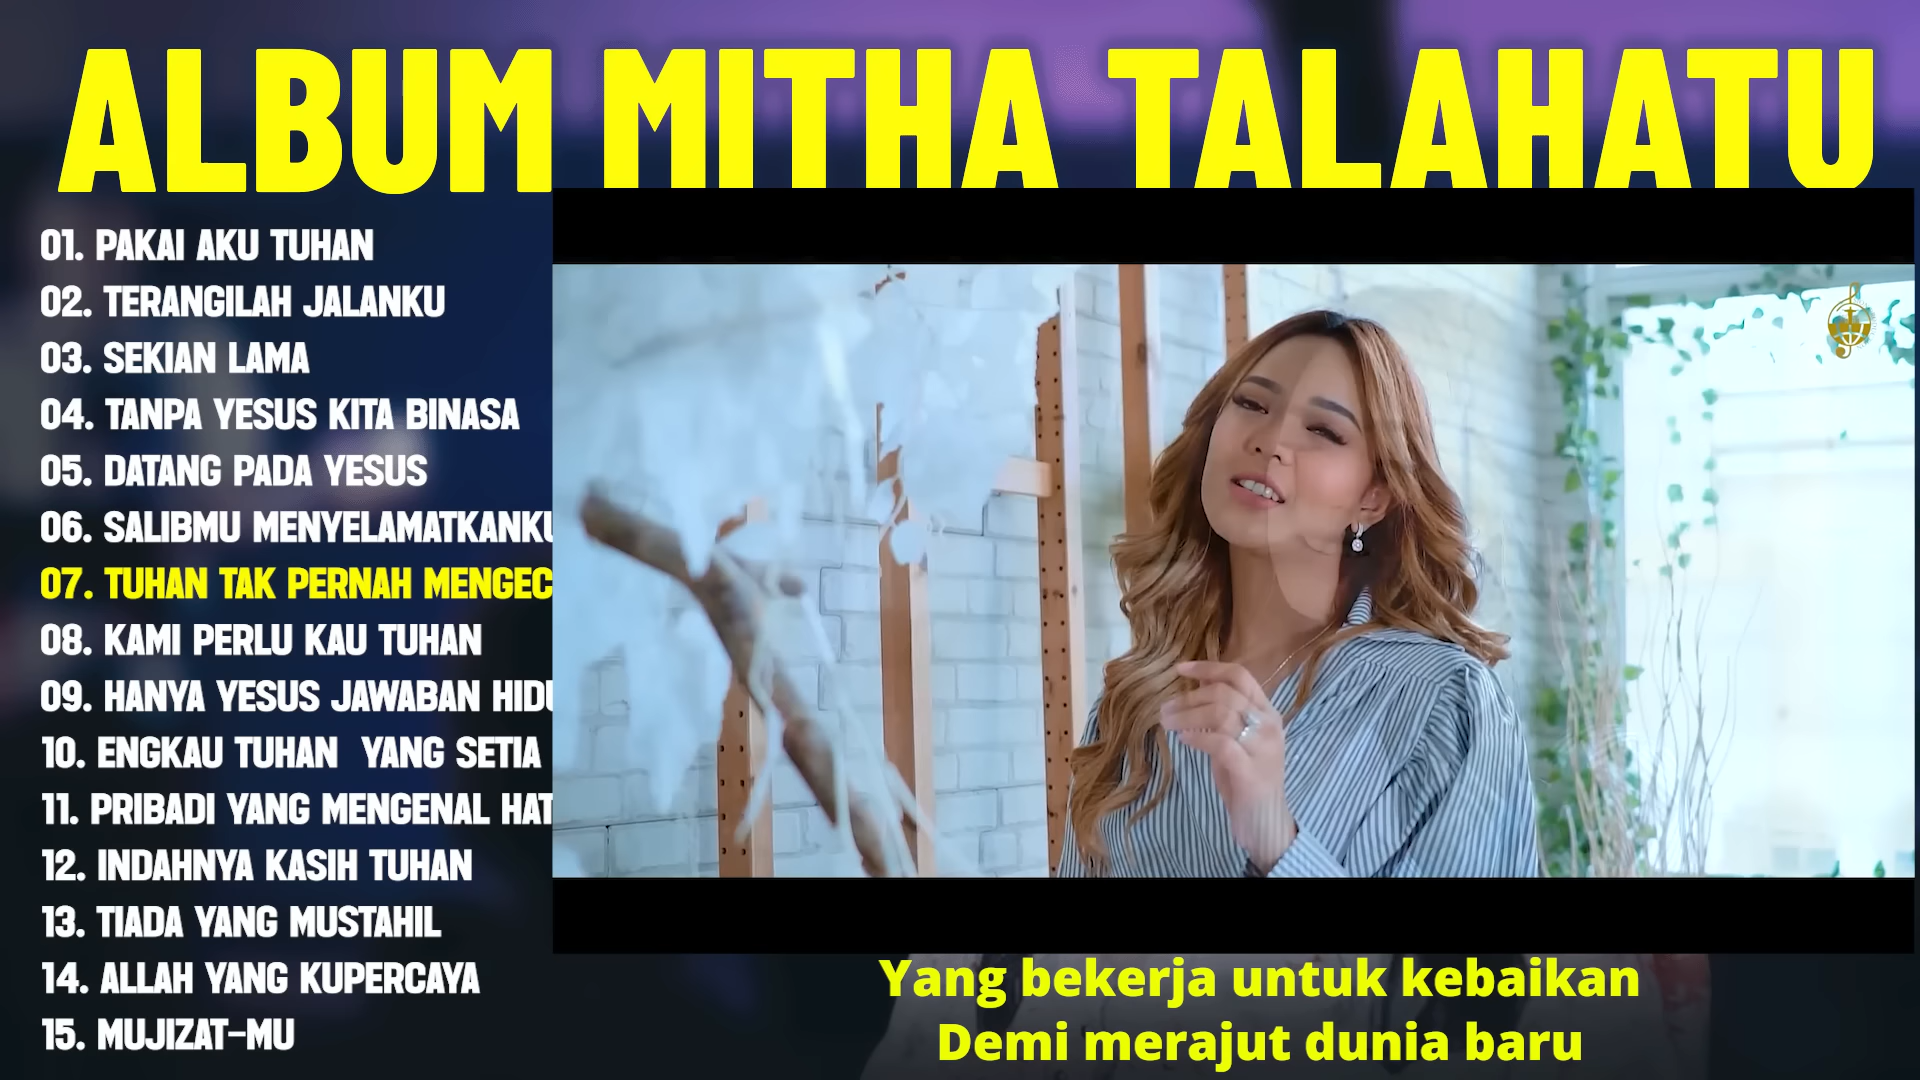 ALBUM MITHA TALAHATU
01. PAKAI AKU TUHAN
02. TERANGILAH JALANKU
03. SEKIAN LAMA
04. TANPA YESUS KITA BINASA
05. DATANG PADA YESUS
06. SALIBMU MENYELAMATKANKU
07. TUHAN TAK PERNAH MENGEC
08. KAMI PERLU KAU TUHAN
09. HANYA YESUS JAWABAN HIDU
10. ENGKAU TUHAN YANG SETIA
11. PRIBADI YANG MENGENAL HAT
12. INDAHNYA KASIH TUHAN
13. TIADA YANG MUSTAHIL
14. ALLAH YANG KUPERCAYA
15. MUJIZAT-MU
Yang bekerja untuk kebaikan
Demi merajut dunia baru